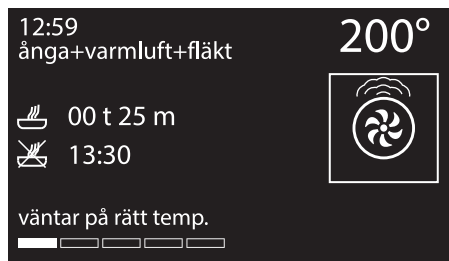 12:59
200°
ånga+varmluft+fläkt
00 t 25 m
13:30
väntar på rätt temp.